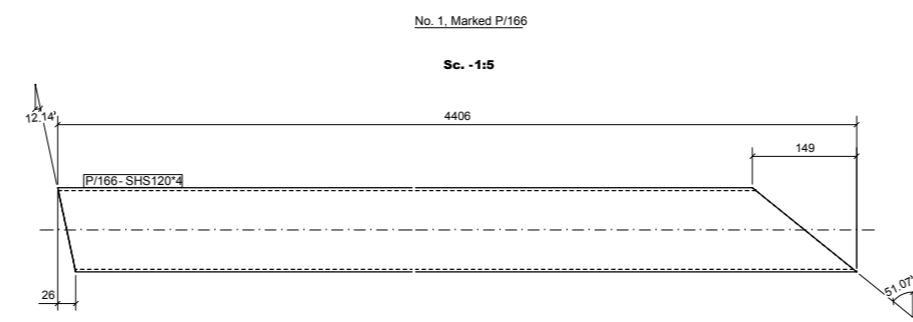 No. 1, Marked P/166
Sc. -1:5
12.14°
4406
149
P/166- SHS120*4
26
51.07°